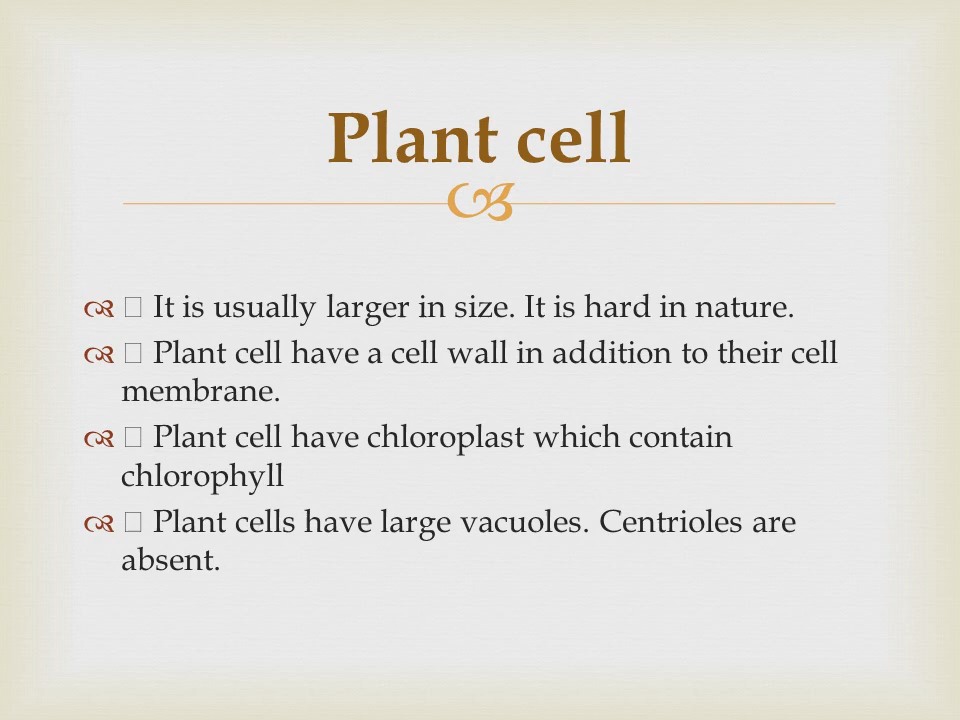 Plant cell
 It is usually larger in size. It is hard in nature.
 Plant cell have a cell wall in addition to their cell
membrane.
 Plant cell have chloroplast which contain
chlorophyll
 Plant cells have large vacuoles. Centrioles are
absent.